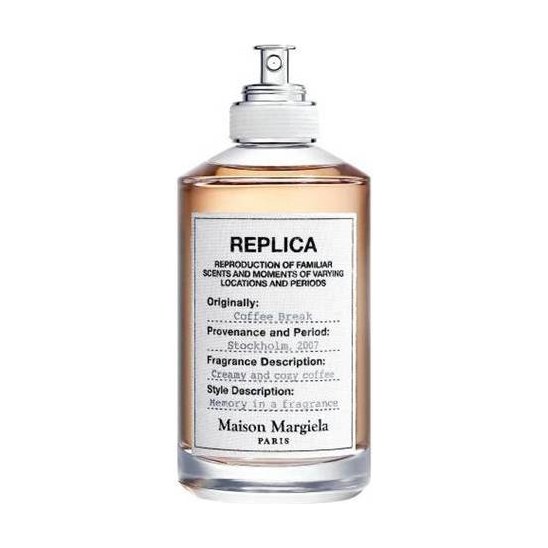 REPLICA
REPRODUCTION OF FAMILIAR
SCENTS AND MOMENTS OF VARYING
LOCATIONS AND PERIODS
Originally:
Coffee Break
Provenance and Period:
Stockholm, 2007
Fragrance Description:
Creamy and cozy coffee
Style Description:
Memory in a fragrance
Maison Margiela
PARIS